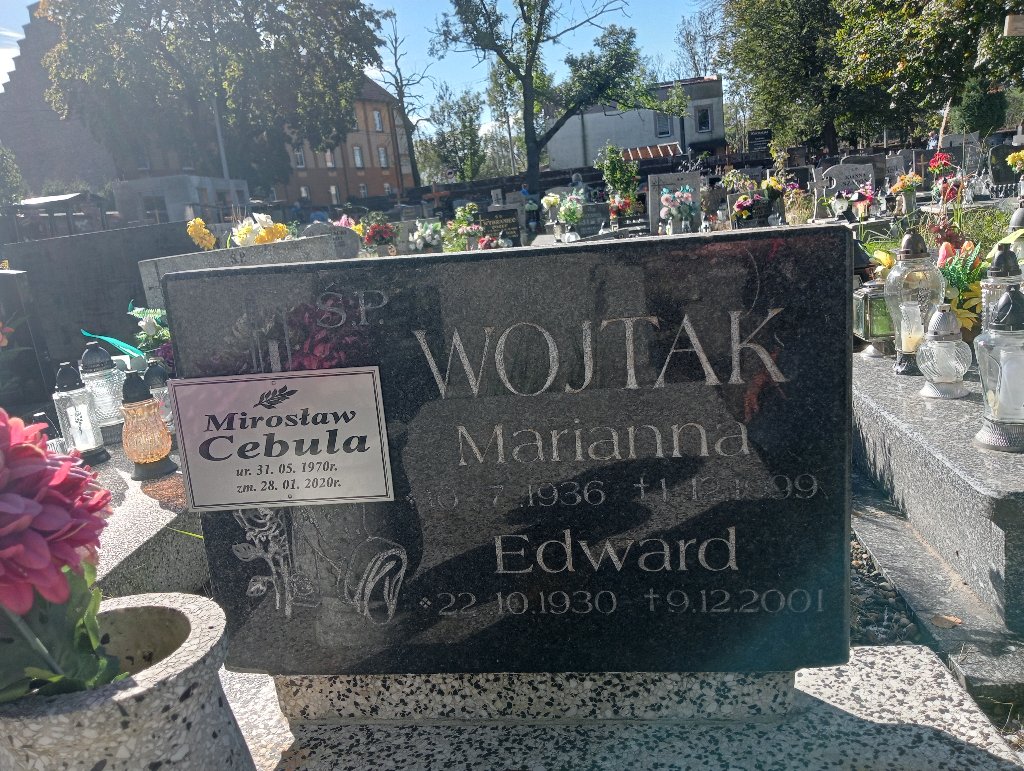 Ś.P.
WOJTAK
Marianna
7.1936 †
Edward
* 22.10.1930 † 9.12.2001
Mirosław
Cebula
ur. 31. 05. 1970r.
zm. 28. 01. 2020r.
Ś.P.